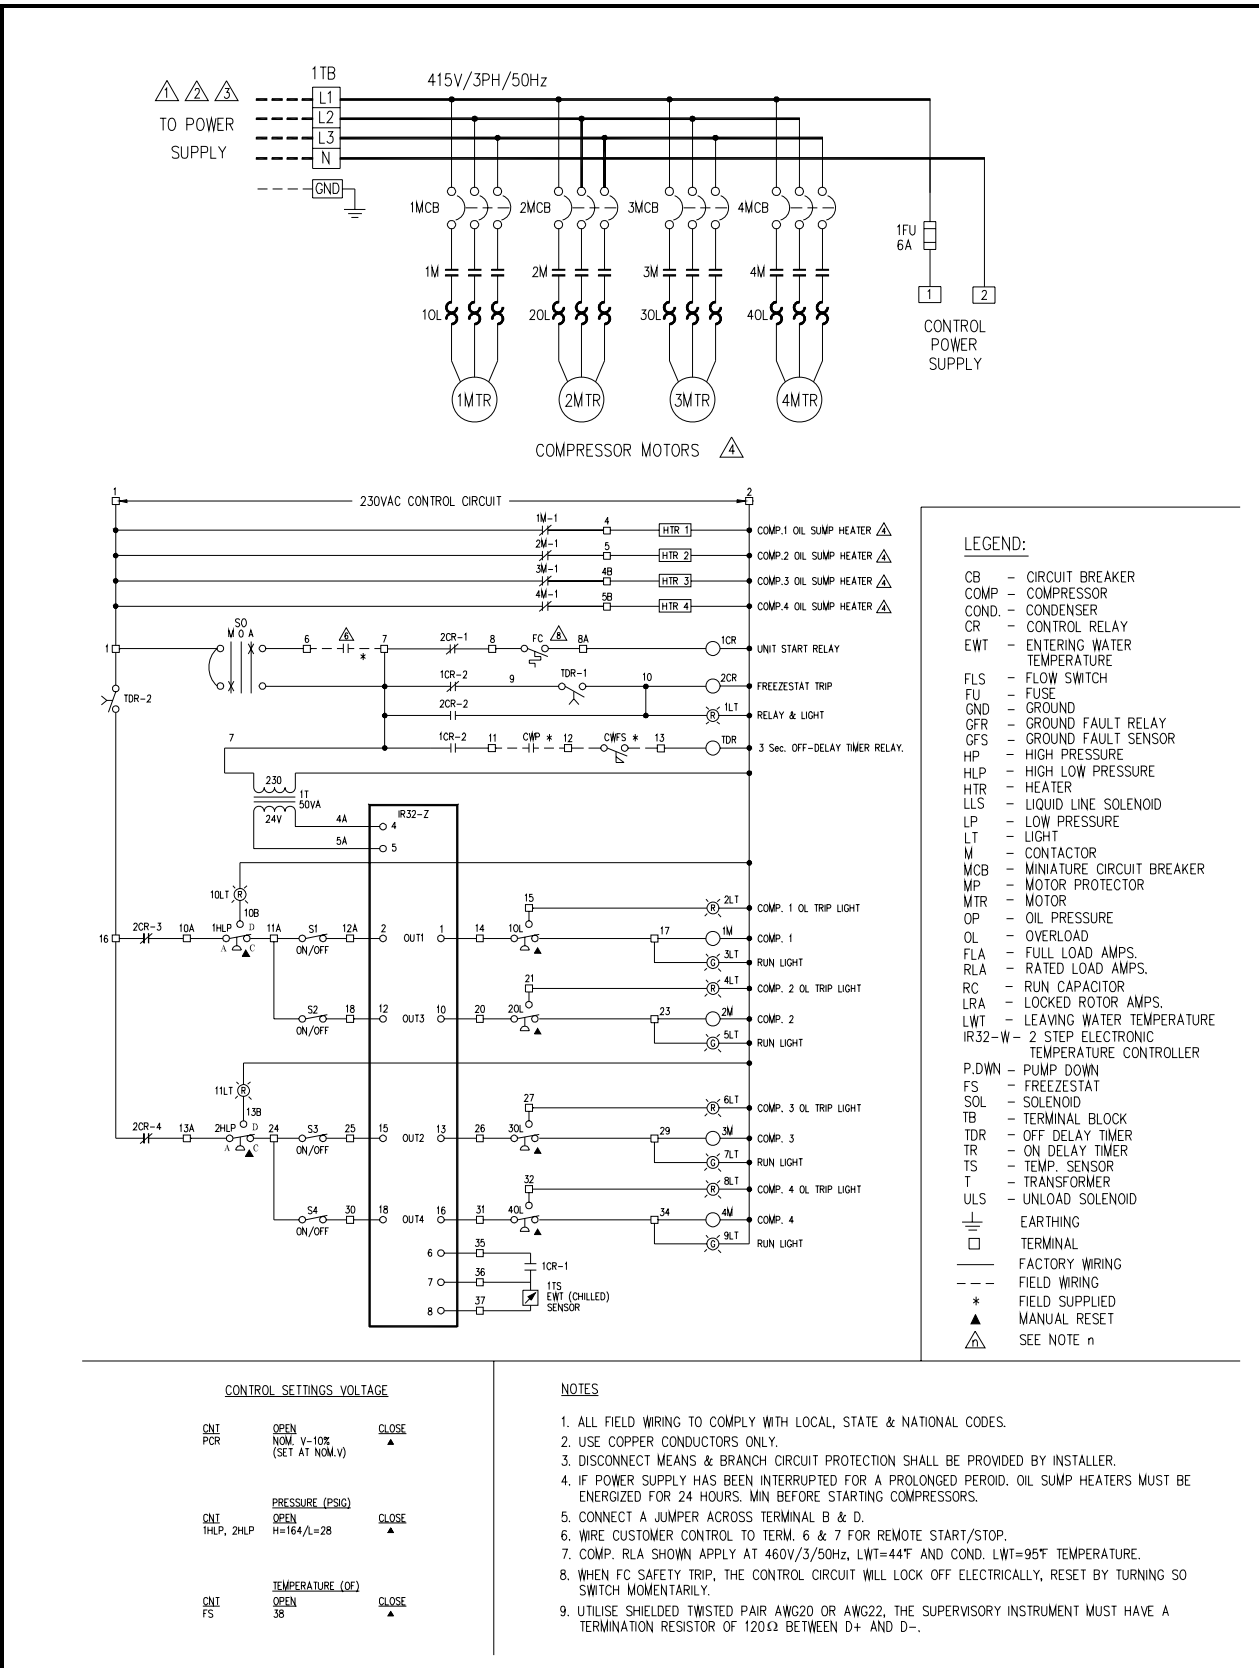 1TB
415V/3PH/50Hz
1 2 3
L1
L2
L3
N
GND
TO POWER
SUPPLY
1MCB 2MCB 3MCB 4MCB
1FU
6A
1M 2M 3M 4M
1 2
1OL 2OL 3OL 4OL
CONTROL
POWER
SUPPLY
1MTR 2MTR 3MTR 4MTR
COMPRESSOR MOTORS 4
1 230VAC CONTROL CIRCUIT 2
1M-1 4 HTR 1 COMP.1 OIL SUMP HEATER 4
2M-1 5 HTR 2 COMP.2 OIL SUMP HEATER 4
3M-1 4B HTR 3 COMP.3 OIL SUMP HEATER 4
4M-1 5B HTR 4 COMP.4 OIL SUMP HEATER 4
SO
M O A
1 X 6 6 * 7 2CR-1 8 FC 8 8A 1CR UNIT START RELAY
X 1CR-2 9 TDR-1 10 2CR FREEZESTAT TRIP
TDR-2
2CR-2 R 1LT RELAY & LIGHT
7 1CR-2 11 CWP * 12 CWFS * 13 TDR 3 Sec. OFF-DELAY TIMER RELAY.
230
1T
50VA
24V
IR32-Z
4A 4
5A 5
10LT R
10B
15 R 2LT COMP. 1 OL TRIP LIGHT
16 2CR-3 10A 1HLP D A C 11A S1 12A 2 OUT1 1 14 1OL 17 1M COMP. 1
ON/OFF
G 3LT RUN LIGHT
21 R 4LT COMP. 2 OL TRIP LIGHT
S2 18 12 OUT3 10 20 2OL 23 2M COMP. 2
ON/OFF
G 5LT RUN LIGHT
11LT R
13B
27 R 6LT COMP. 3 OL TRIP LIGHT
2CR-4 13A 2HLP D A C 24 S3 25 15 OUT2 13 26 3OL 29 3M COMP. 3
ON/OFF
G 7LT RUN LIGHT
32 R 8LT COMP. 4 OL TRIP LIGHT
S4 30 18 OUT4 16 31 4OL 34 4M COMP. 4
ON/OFF
G 9LT RUN LIGHT
6 35
1CR-1
7 36
1TS
EWT (CHILLED)
SENSOR
8 37
LEGEND:
CB – CIRCUIT BREAKER
COMP – COMPRESSOR
COND. – CONDENSER
CR – CONTROL RELAY
EWT – ENTERING WATER
TEMPERATURE
FLS – FLOW SWITCH
FU – FUSE
GND – GROUND
GFR – GROUND FAULT RELAY
GFS – GROUND FAULT SENSOR
HP – HIGH PRESSURE
HLP – HIGH LOW PRESSURE
HTR – HEATER
LLS – LIQUID LINE SOLENOID
LP – LOW PRESSURE
LT – LIGHT
M – CONTACTOR
MCB – MINIATURE CIRCUIT BREAKER
MP – MOTOR PROTECTOR
MTR – MOTOR
OP – OIL PRESSURE
OL – OVERLOAD
FLA – FULL LOAD AMPS.
RLA – RATED LOAD AMPS.
RC – RUN CAPACITOR
LRA – LOCKED ROTOR AMPS.
LWT – LEAVING WATER TEMPERATURE
IR32-W – 2 STEP ELECTRONIC
TEMPERATURE CONTROLLER
P.DWN – PUMP DOWN
FS – FREEZESTAT
SOL – SOLENOID
TB – TERMINAL BLOCK
TDR – OFF DELAY TIMER
TR – ON DELAY TIMER
TS – TEMP. SENSOR
T – TRANSFORMER
ULS – UNLOAD SOLENOID
EARTHING
TERMINAL
FACTORY WIRING
FIELD WIRING
* FIELD SUPPLIED
▲ MANUAL RESET
n SEE NOTE n
CONTROL SETTINGS VOLTAGE
CNT OPEN CLOSE
PCR NOM. V-10% ▲
(SET AT NOM.V)
PRESSURE (PSIG)
CNT OPEN CLOSE
1HLP, 2HLP H=164/L=28 ▲
TEMPERATURE (OF)
CNT OPEN CLOSE
FS 38 ▲
NOTES
1. ALL FIELD WIRING TO COMPLY WITH LOCAL, STATE & NATIONAL CODES.
2. USE COPPER CONDUCTORS ONLY.
3. DISCONNECT MEANS & BRANCH CIRCUIT PROTECTION SHALL BE PROVIDED BY INSTALLER.
4. IF POWER SUPPLY HAS BEEN INTERRUPTED FOR A PROLONGED PEROID. OIL SUMP HEATERS MUST BE
ENERGIZED FOR 24 HOURS. MIN BEFORE STARTING COMPRESSORS.
5. CONNECT A JUMPER ACROSS TERMINAL B & D.
6. WIRE CUSTOMER CONTROL TO TERM. 6 & 7 FOR REMOTE START/STOP.
7. COMP. RLA SHOWN APPLY AT 460V/3/50Hz, LWT=44°F AND COND. LWT=95°F TEMPERATURE.
8. WHEN FC SAFETY TRIP, THE CONTROL CIRCUIT WILL LOCK OFF ELECTRICALLY, RESET BY TURNING SO
SWITCH MOMENTARILY.
9. UTILISE SHIELDED TWISTED PAIR AWG20 OR AWG22, THE SUPERVISORY INSTRUMENT MUST HAVE A
TERMINATION RESISTOR OF 120Ω BETWEEN D+ AND D-.